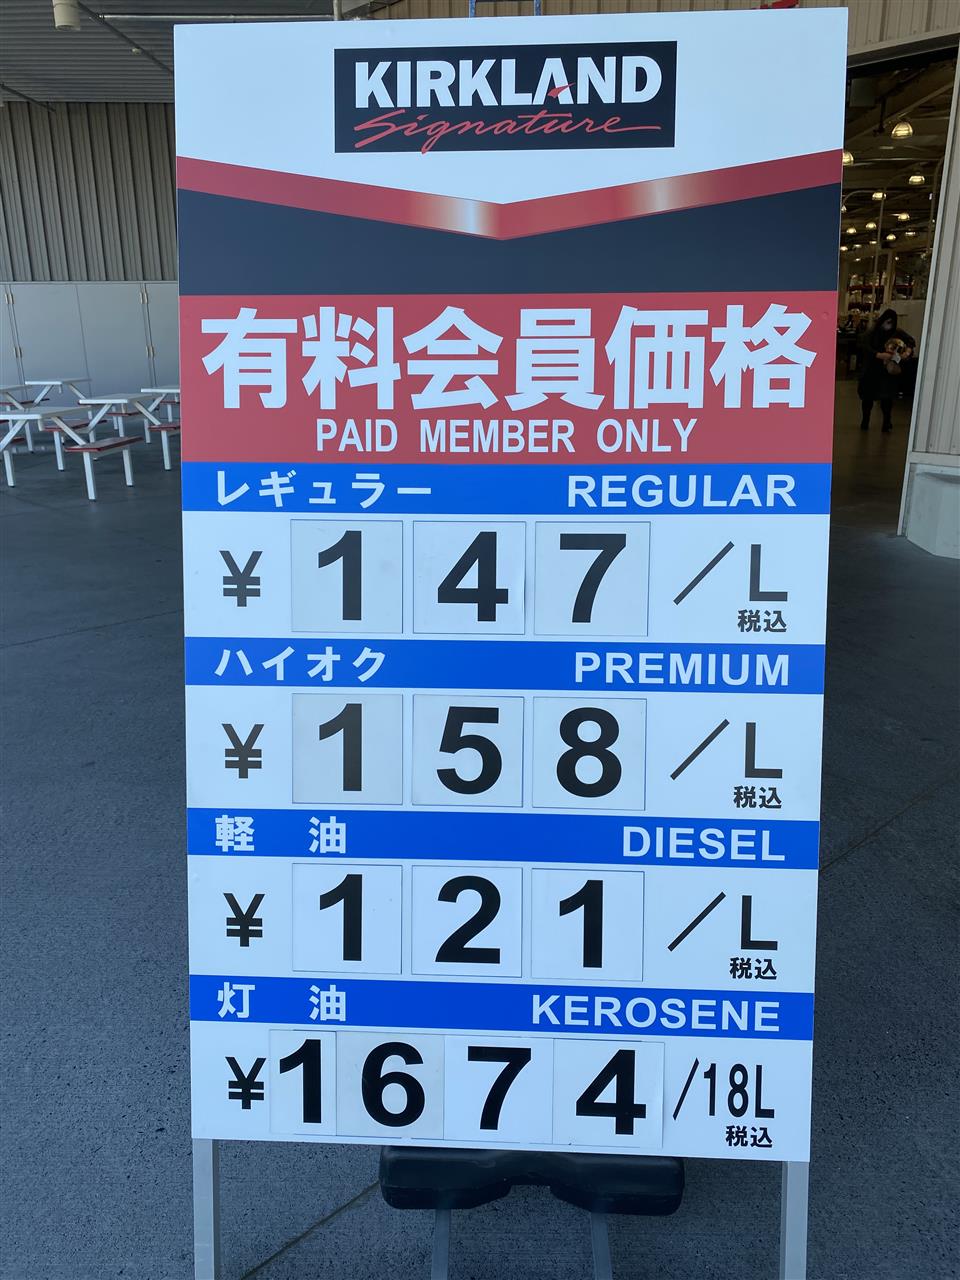 KIRKLAND
Signature
有料会員価格
PAID MEMBER ONLY
レギュラー REGULAR
¥ 147 /L
税込
ハイオク PREMIUM
¥ 158 /L
税込
軽 油 DIESEL
¥ 121 /L
税込
灯 油 KEROSENE
¥ 1674 /18L
税込